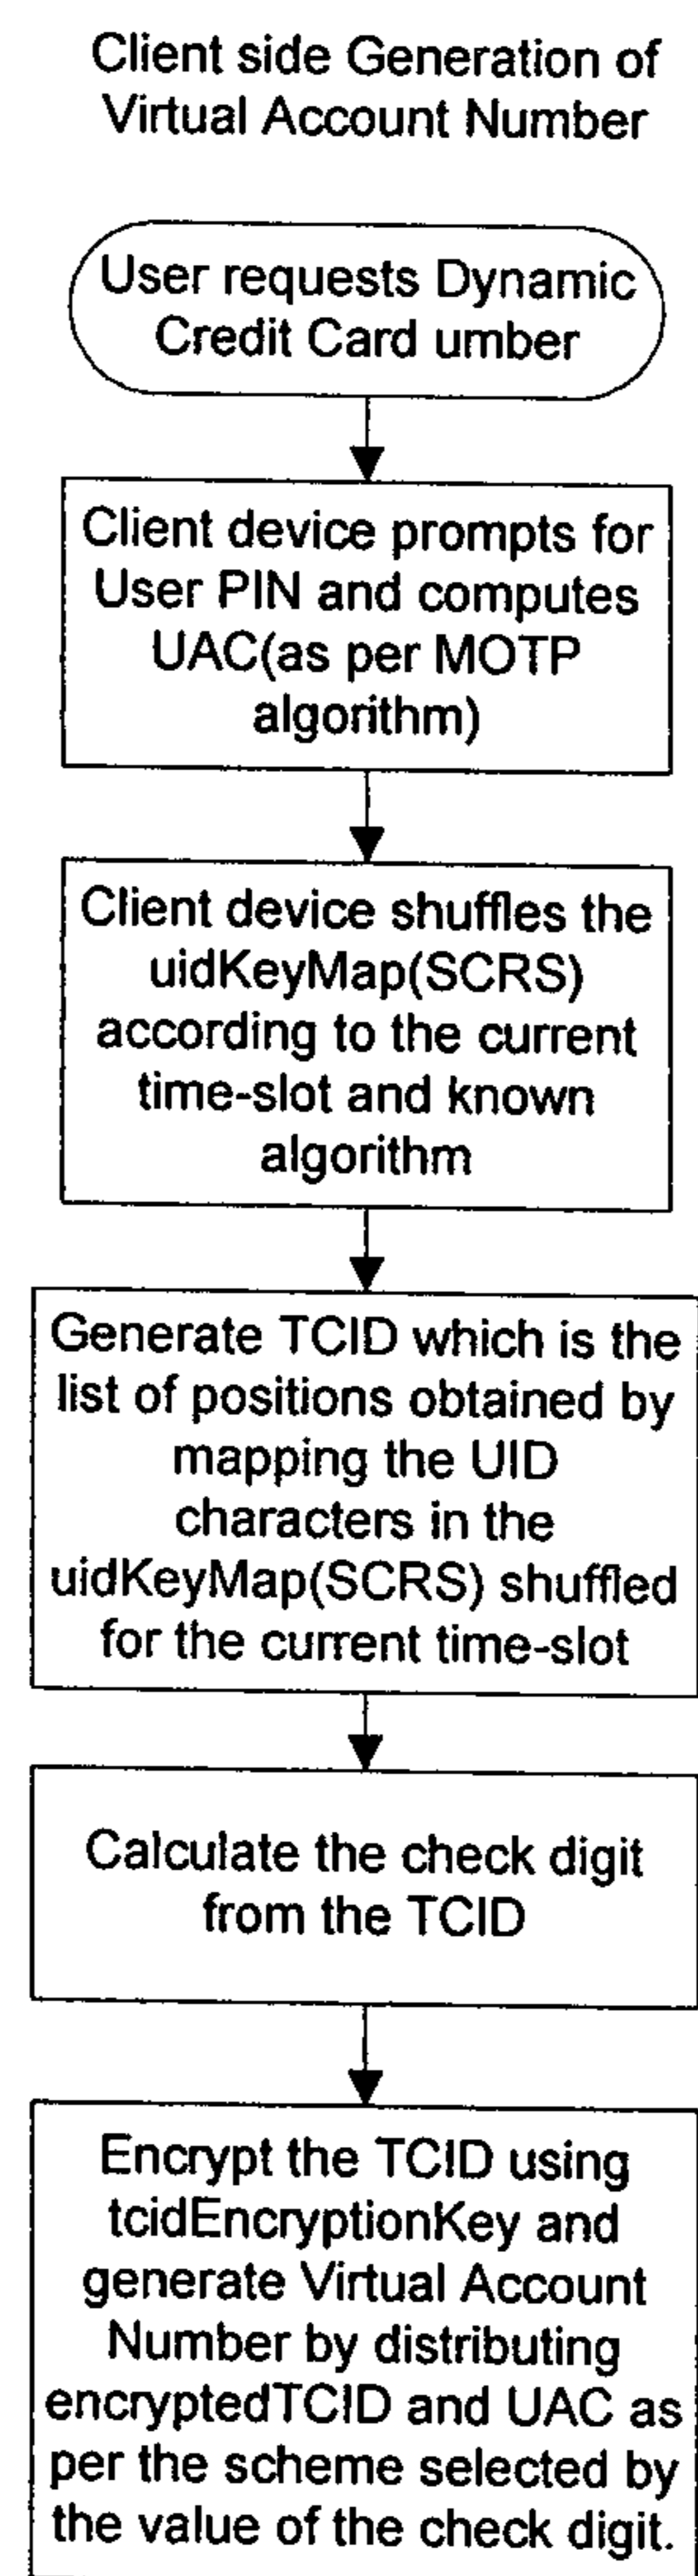 Client side Generation of
Virtual Account Number
User requests Dynamic
Credit Card umber
Client device prompts for
User PIN and computes
UAC(as per MOTP
algorithm)
Client device shuffles the
uidKeyMap(SCRS)
according to the current
time-slot and known
algorithm
Generate TCID which is the
list of positions obtained by
mapping the UID
characters in the
uidKeyMap(SCRS) shuffled
for the current time-slot
Calculate the check digit
from the TCID
Encrypt the TCID using
tcidEncryptionKey and
generate Virtual Account
Number by distributing
encryptedTCID and UAC as
per the scheme selected by
the value of the check digit.